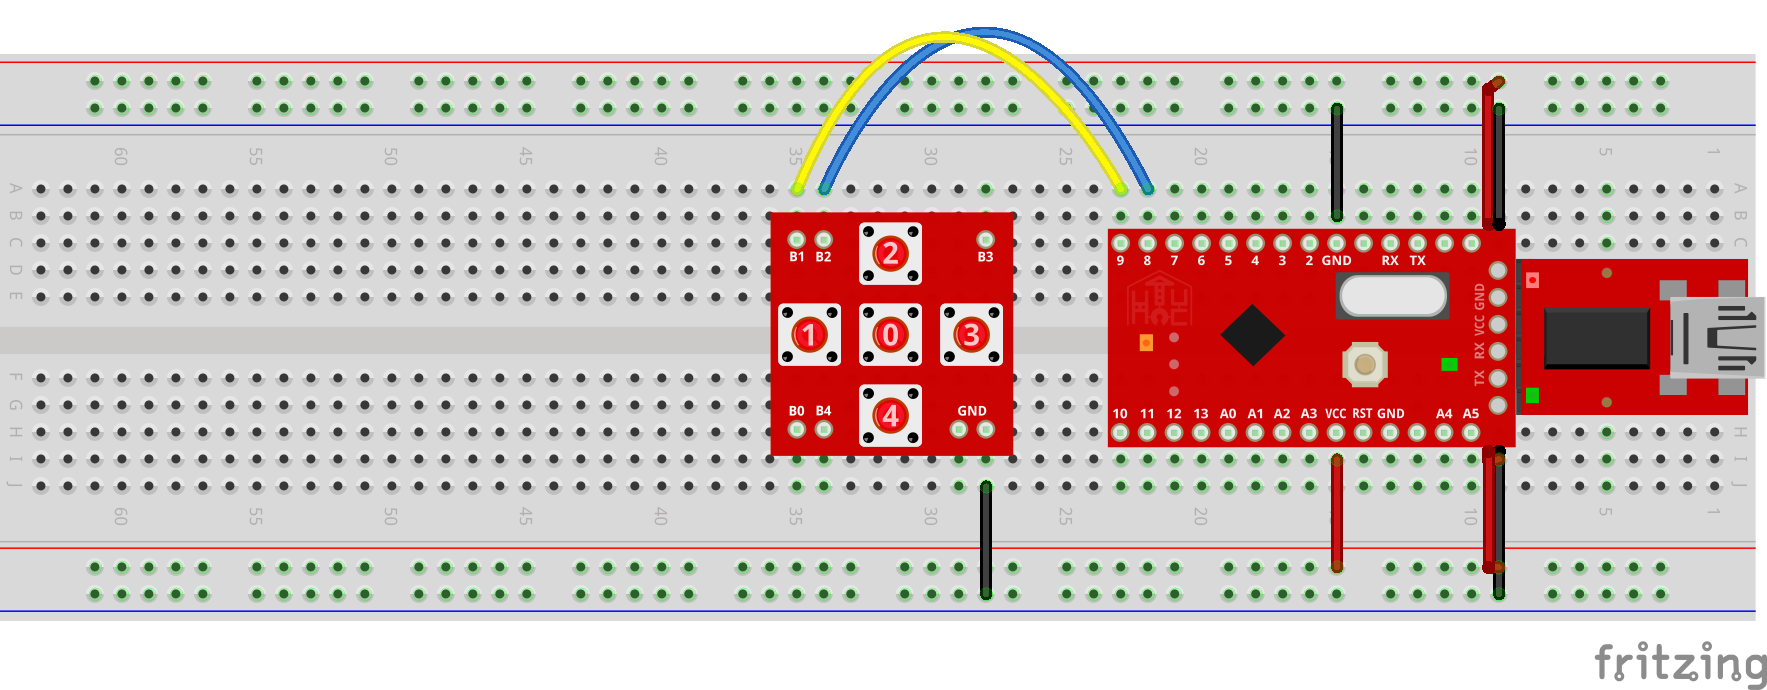 60 55 50 45 40 35 30 25 20 10 5 1
A A
B B
C C
D
E
F
G
H H
I I
J J
B1 B2 2 B3
1 0 3
B0 B4 4 GND
9 8 7 6 5 4 3 2 GND RX TX
GND
VCC
RX
TX
10 11 12 13 A0 A1 A2 A3 VCC RST GND A4 A5
60 55 50 45 40 35 30 25 20 10 5 1
fritzing